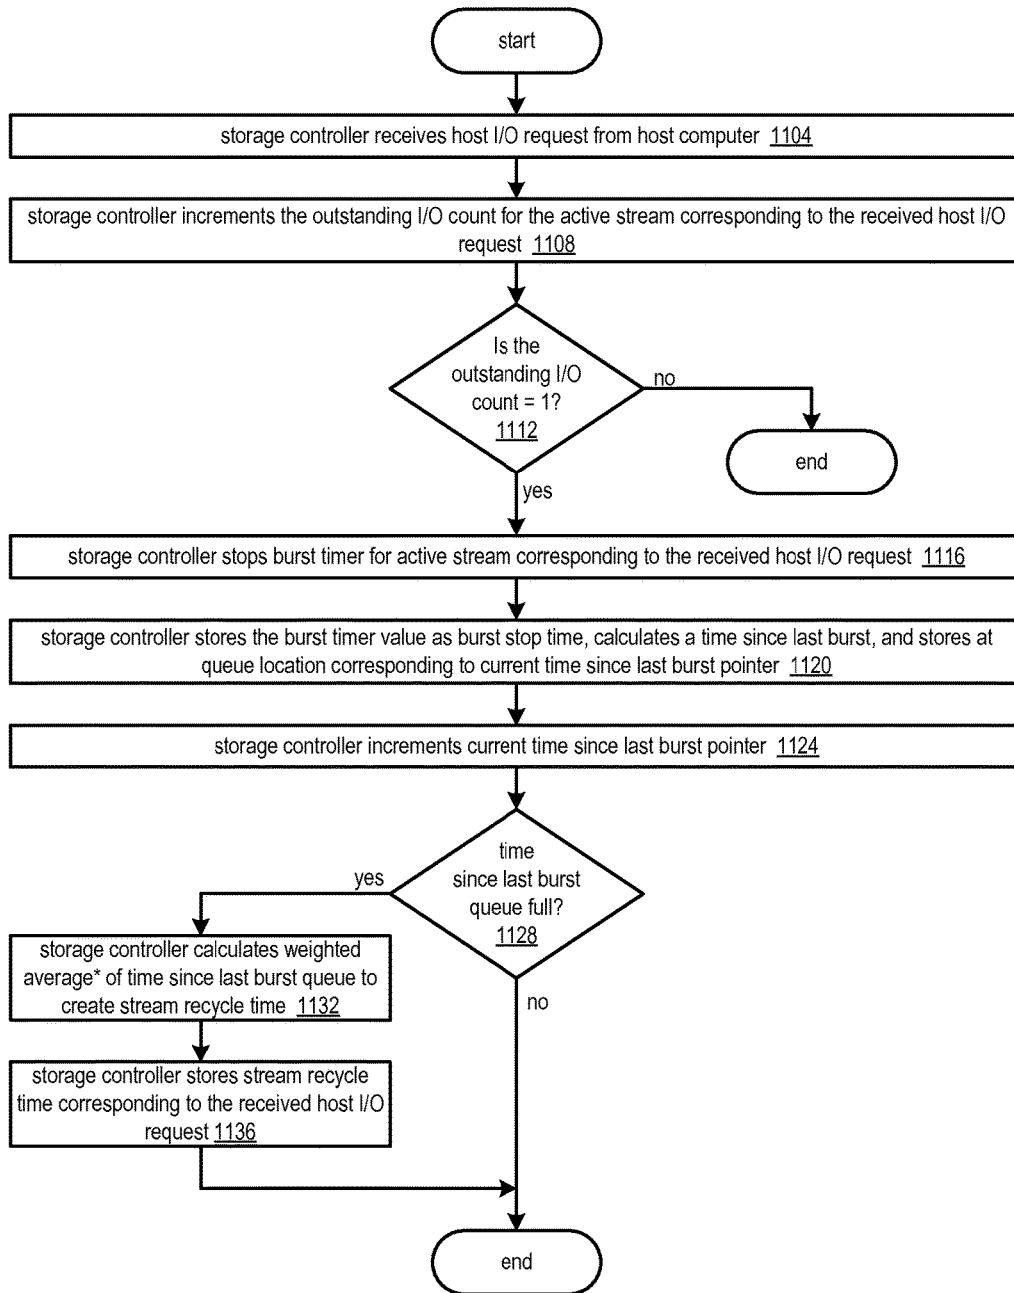 start
storage controller receives host I/O request from host computer 1104
storage controller increments the outstanding I/O count for the active stream corresponding to the received host I/O
request 1108
Is the
outstanding I/O
count = 1?
1112
no
end
yes
storage controller stops burst timer for active stream corresponding to the received host I/O request 1116
storage controller stores the burst timer value as burst stop time, calculates a time since last burst, and stores at
queue location corresponding to current time since last burst pointer 1120
storage controller increments current time since last burst pointer 1124
time
since last burst
queue full?
1128
yes
storage controller calculates weighted
average* of time since last burst queue to
create stream recycle time 1132
no
storage controller stores stream recycle
time corresponding to the received host I/O
request 1136
end